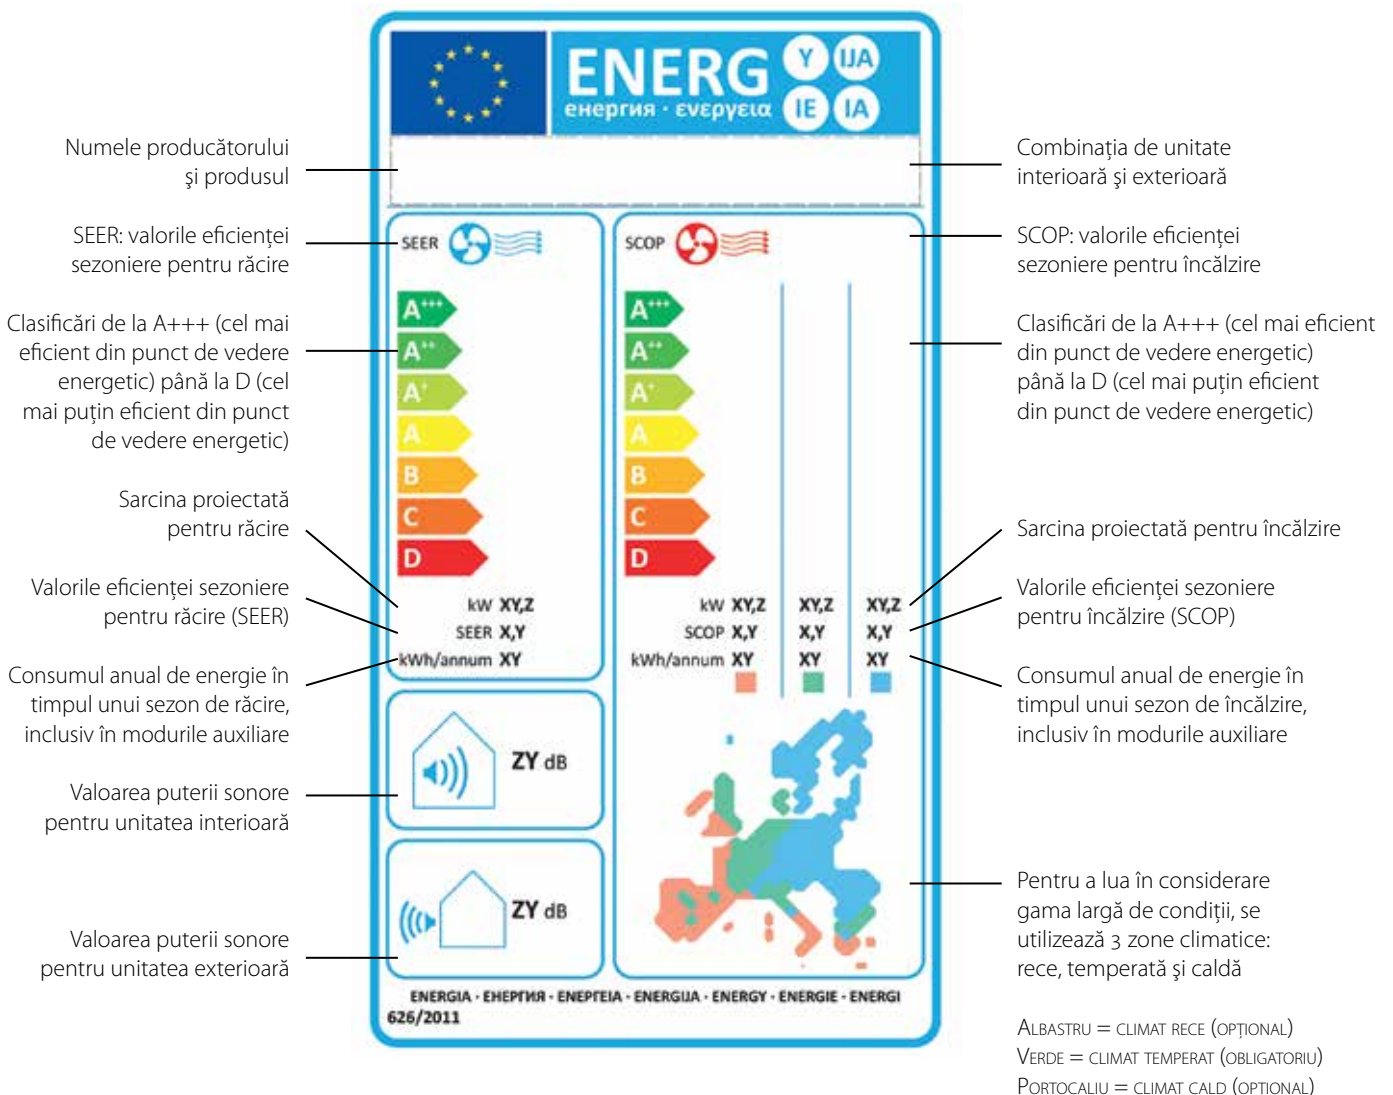 ENERG Y IJA
енергия · ενεργεια IE IA
Numele producătorului
şi produsul
Combinaţia de unitate
interioară şi exterioară
SEER: valorile eficienţei
sezoniere pentru răcire
SEER
SCOP
SCOP: valorile eficienţei
sezoniere pentru încălzire
Clasificări de la A+++ (cel mai
eficient din punct de vedere
energetic) până la D (cel
mai puţin eficient din punct
de vedere energetic)
A+++
A++
A+
A
B
C
D
A+++
A++
A+
A
B
C
D
Clasificări de la A+++ (cel mai eficient
din punct de vedere energetic)
până la D (cel mai puţin eficient
din punct de vedere energetic)
Sarcina proiectată
pentru răcire
Valorile eficienţei sezoniere
pentru răcire (SEER)
Consumul anual de energie în
timpul unui sezon de răcire,
inclusiv în modurile auxiliare
kW XY,Z
SEER X,Y
kWh/annum XY
kW XY,Z XY,Z XY,Z
SCOP X,Y X,Y X,Y
kWh/annum XY XY XY
Sarcina proiectată pentru încălzire
Valorile eficienţei sezoniere
pentru încălzire (SCOP)
Consumul anual de energie în
timpul unui sezon de încălzire,
inclusiv în modurile auxiliare
Valoarea puterii sonore
pentru unitatea interioară
ZY dB
Valoarea puterii sonore
pentru unitatea exterioară
ZY dB
Pentru a lua în considerare
gama largă de condiţii, se
utilizează 3 zone climatice:
rece, temperată şi caldă
ENERGIA · ЕНЕРГИЯ · ΕΝΕΡΓΕΙΑ · ENERGIJA · ENERGY · ENERGIE · ENERGI
626/2011
Albastru = climat rece (opţional)
Verde = climat temperat (obligatoriu)
Portocaliu = climat cald (optional)